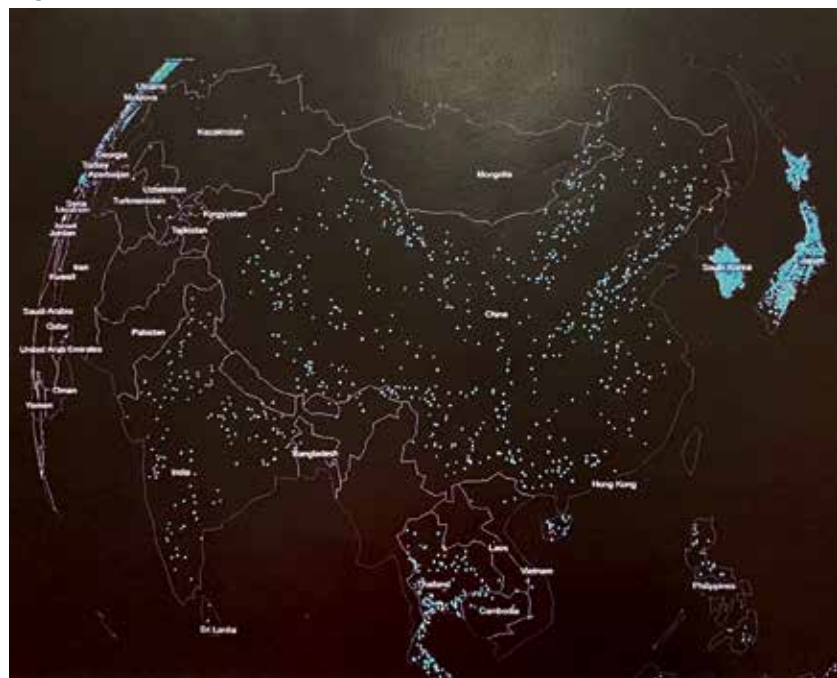 Ukraine
Moldova
Kazakhstan
Georgia
Turkey
Azerbaijan
Mongolia
Uzbekistan
Turkmenistan
Kyrgyzstan
Syria
Israel
Jordan
Tajikistan
South Korea
Japan
Iran
Kuwait
Saudi Arabia
China
Qatar
Pakistan
United Arab Emirates
Oman
Yemen
Bangladesh
India
Hong Kong
Laos
Vietnam
Thailand
Philippines
Cambodia
Sri Lanka